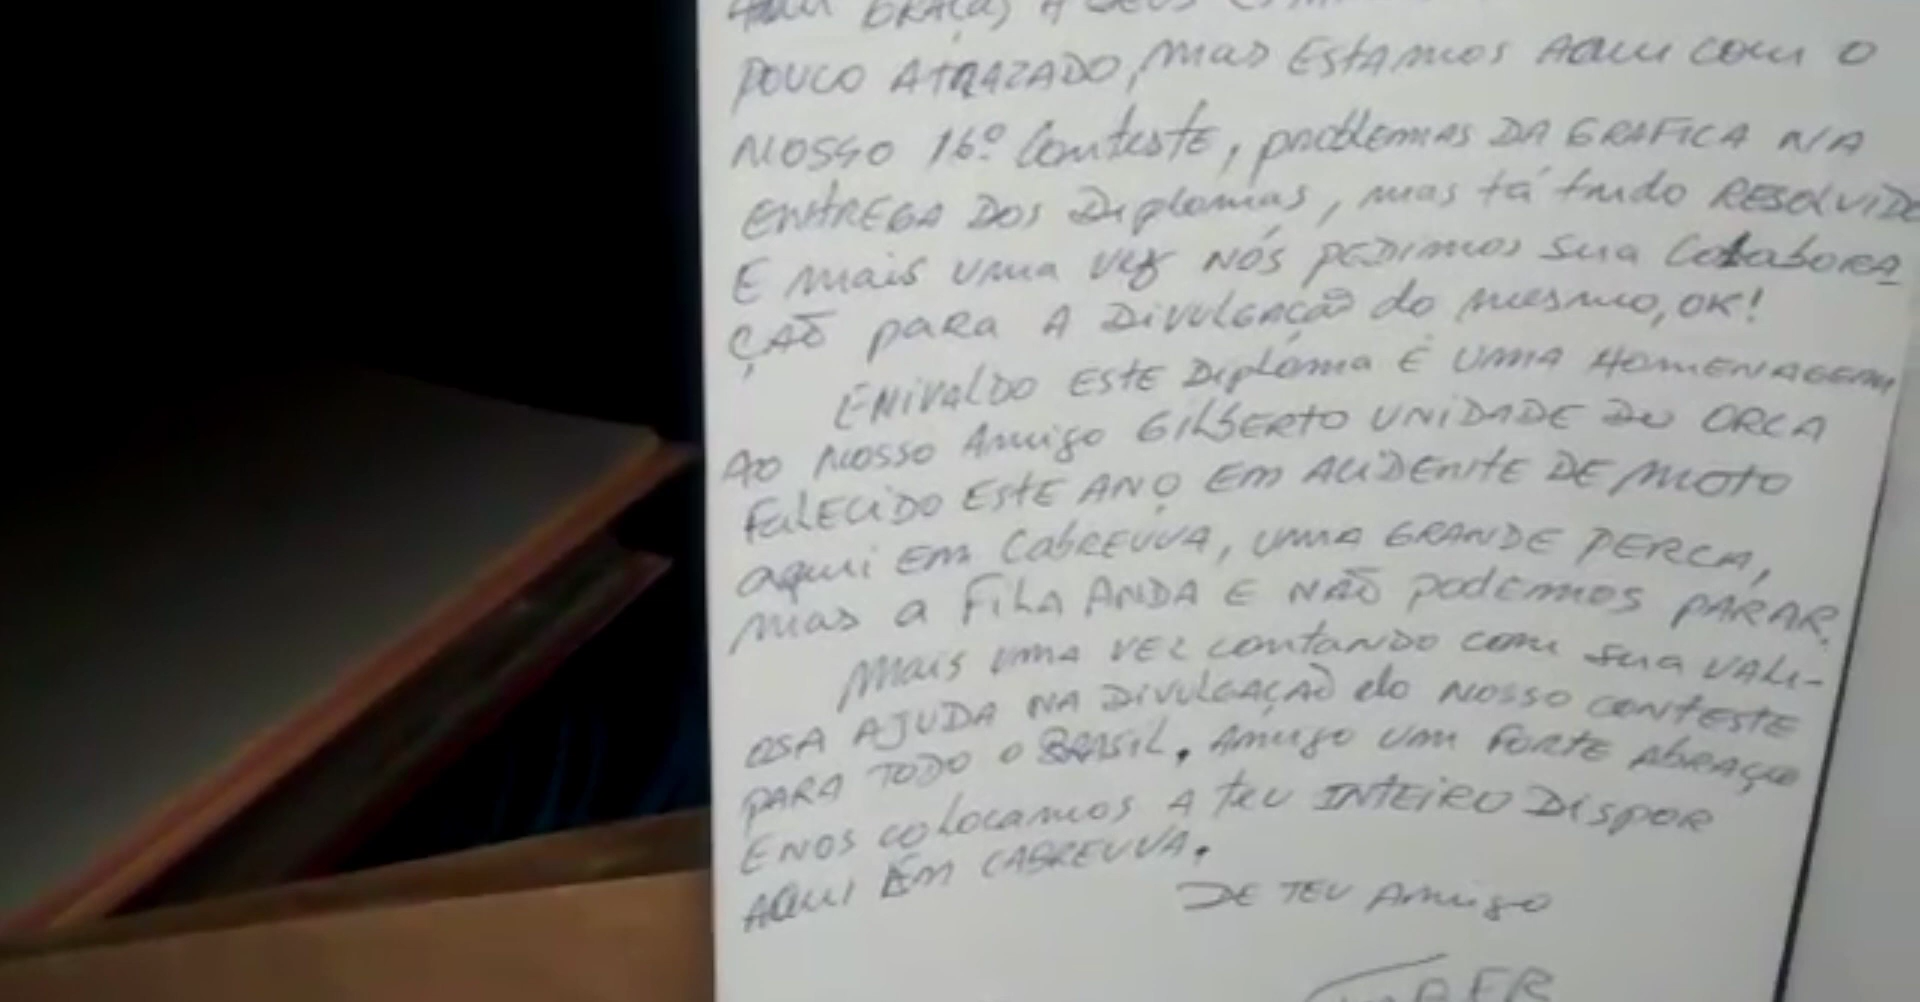 GRAÇAS A DEUS
POUCO ATRAZADO, MAS ESTAMOS AQUI COM O
NOSSO 16º Conteste, problemas DA GRAFICA NA
ENTREGA DOS Diplomas, mas tá tudo RESOLVIDO
E mais uma vez NÓS PEDIMOS sua Colabora
ÇÃO para A DIVULGAÇÃO do mesmo, OK!
ENIVALDO ESTE Diploma É UMA HOMENAGEM
AO NOSSO Amigo GILBERTO UNIDADE DU ORCA
FALECIDO ESTE ANO EM ACIDENTE DE MOTO
aqui EM CABREUVA, UMA GRANDE PERCA,
mas a FILA ANDA E NÃO podemos PARAR.
Mais uma VEZ contando com sua VALI-
OSA AJUDA NA DIVULGAÇÃO do NOSSO CONTESTE
PARA TODO O BRASIL. Amigo um FORTE ABRAÇO
E NOS colocamos A teu INTEIRO DISPOR
AQUI EM CABREUVA.
DE TEU Amigo